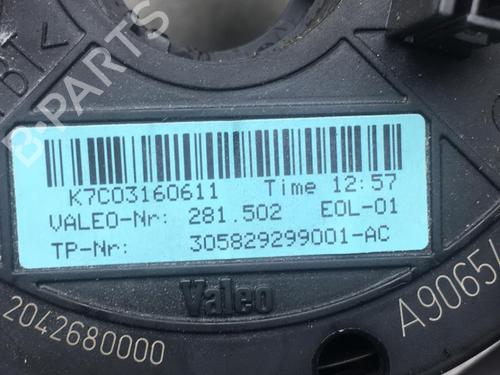 B-PARTS
K7C03160611 Time 12:57
VALEO-Nr: 281.502 EOL-01
TP-Nr: 305829299001-AC
Valeo
2042680000
A9065/